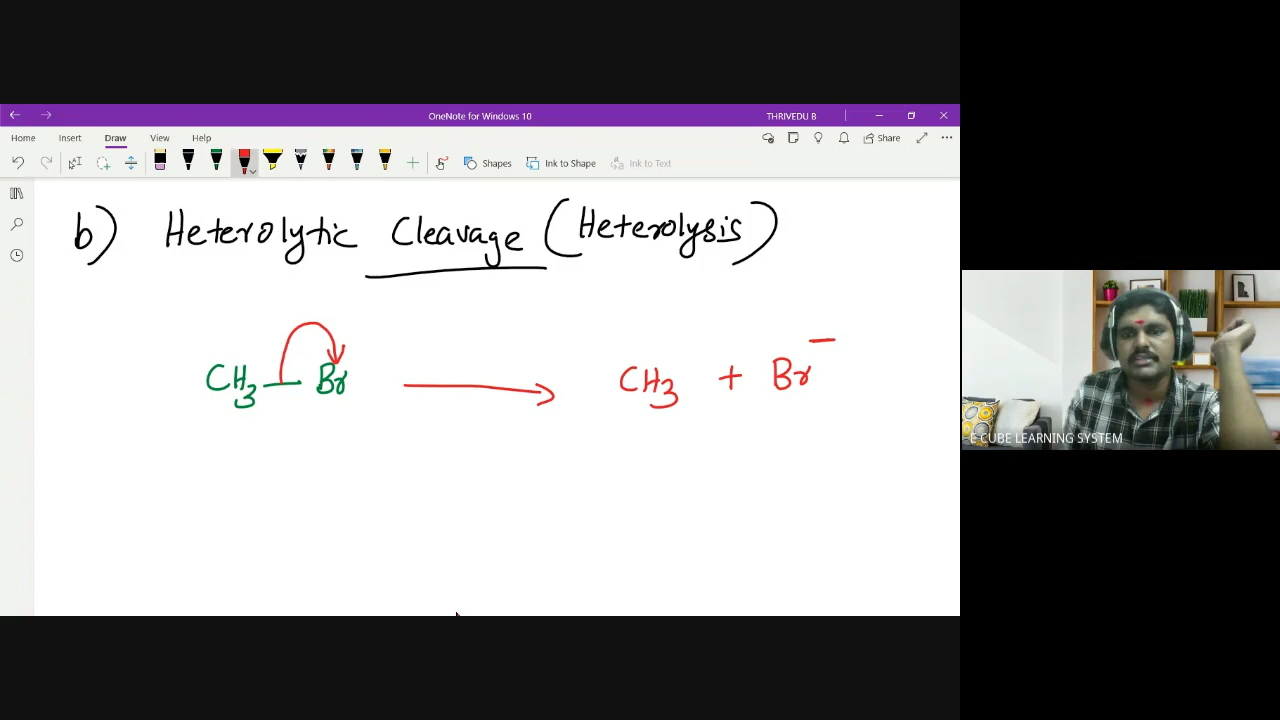 OneNote for Windows 10
THRIVEDU B
Home Insert Draw View Help
Share
Shapes Ink to Shape Ink to Text
b) Heterolytic Cleavage (Heterolysis)
CH3—Br → CH3 + Br−
E CUBE LEARNING SYSTEM